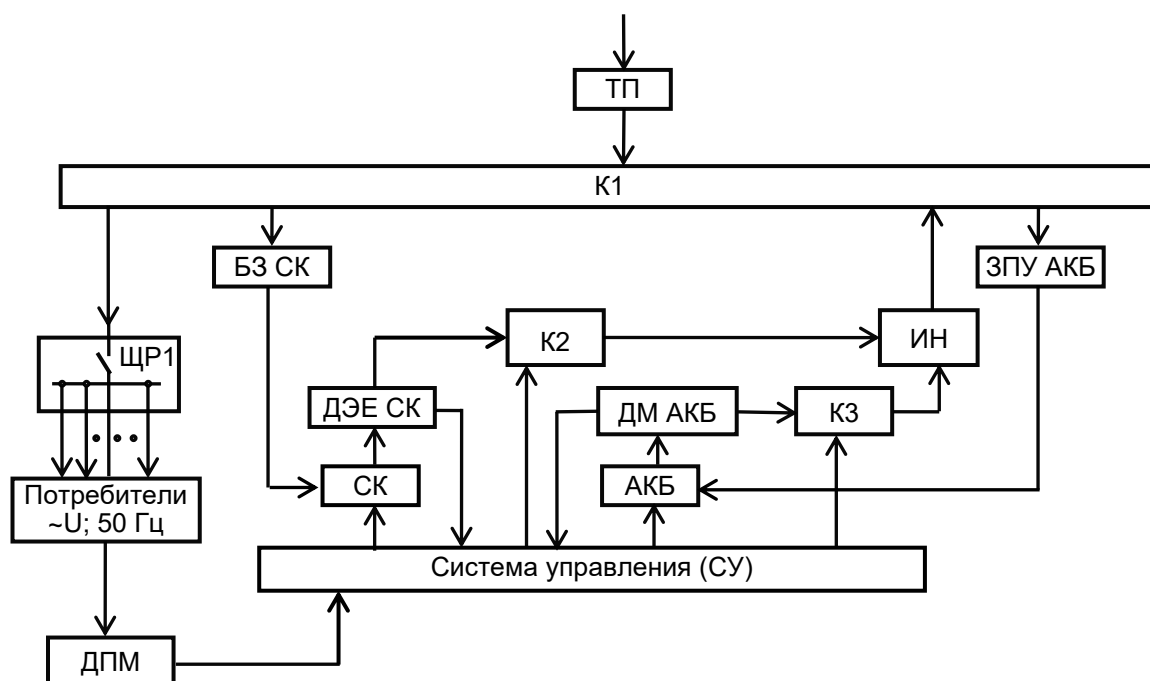 ТП
К1
БЗ СК
ЗПУ АКБ
ЩР1
К2
ИН
ДЭЕ СК
ДМ АКБ
К3
СК
АКБ
Потребители
~U; 50 Гц
Система управления (СУ)
ДПМ